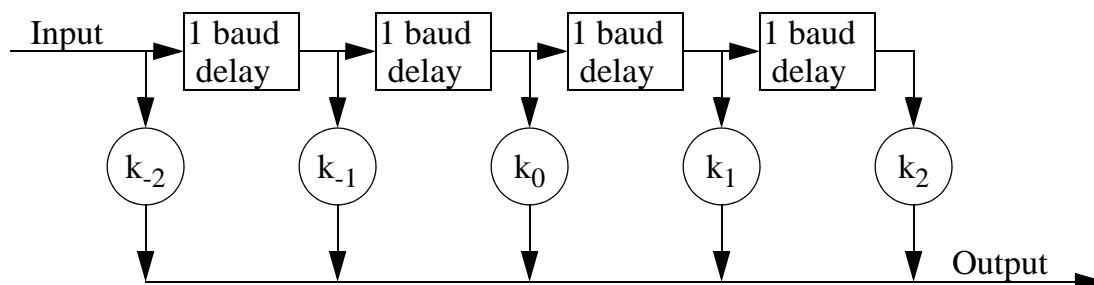 Input
1 baud
delay
1 baud
delay
1 baud
delay
1 baud
delay
k-2
k-1
k0
k1
k2
Output